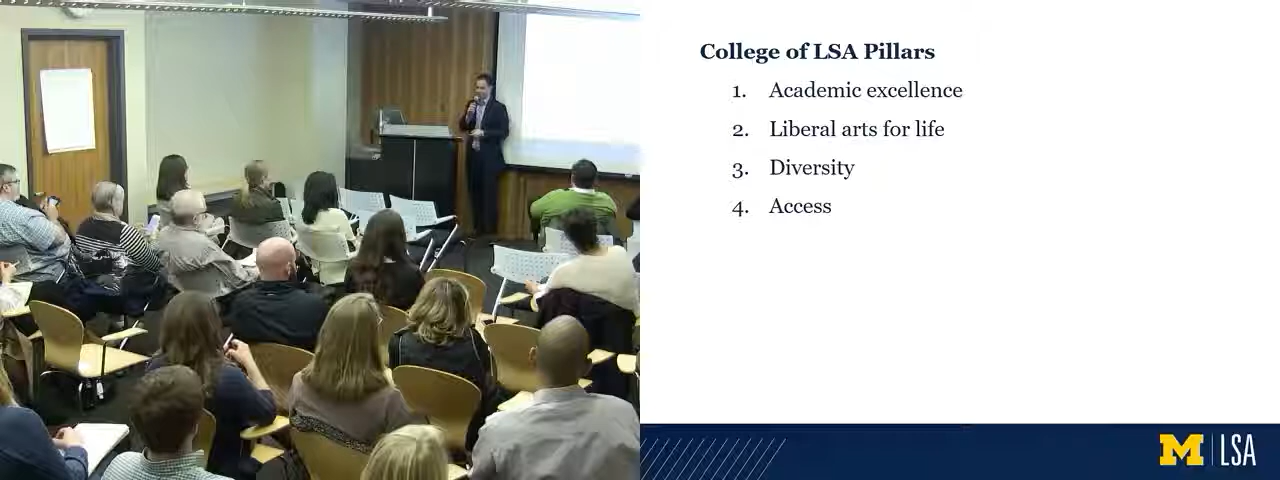 College of LSA Pillars
1. Academic excellence
2. Liberal arts for life
3. Diversity
4. Access
M | LSA